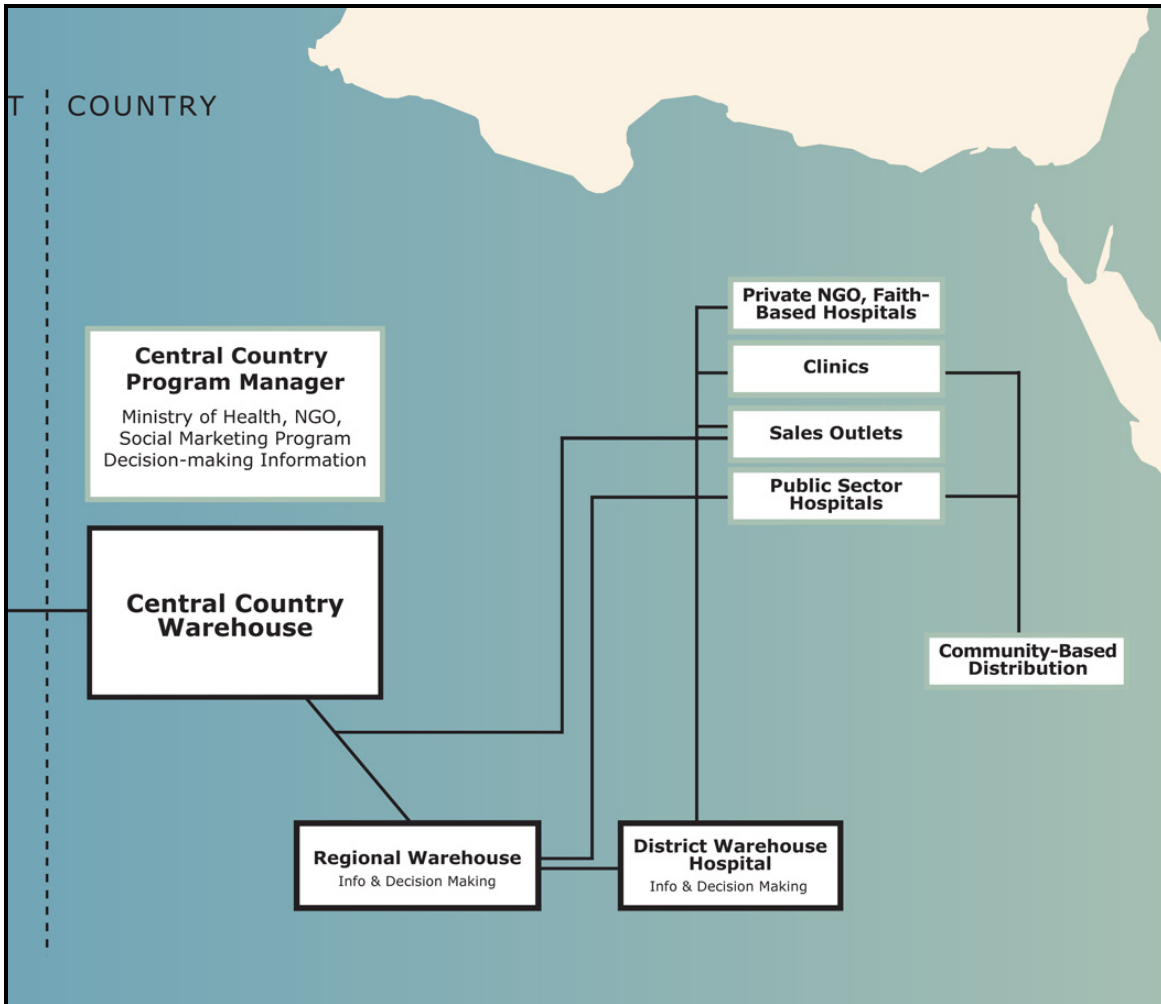 T
COUNTRY
Central Country
Program Manager
Ministry of Health, NGO,
Social Marketing Program
Decision-making Information
Central Country
Warehouse
Private NGO, Faith-
Based Hospitals
Clinics
Sales Outlets
Public Sector
Hospitals
Community-Based
Distribution
Regional Warehouse
Info & Decision Making
District Warehouse
Hospital
Info & Decision Making